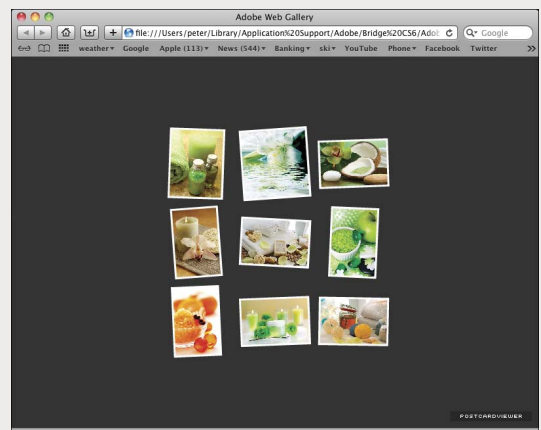 Adobe Web Gallery
file:///Users/peter/Library/Application%20Support/Adobe/Bridge%20CS6/Adol
Google
weather Google Apple (113) News (544) Banking ski YouTube Phone Facebook Twitter
POSTCARDVIEWER